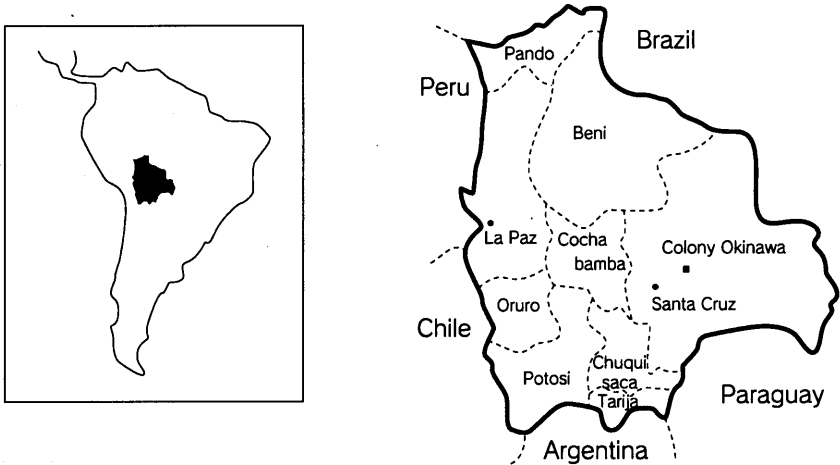 Brazil
Pando
Peru
Beni
La Paz
Cocha
bamba
Colony Okinawa
Santa Cruz
Oruro
Chile
Chuqui
saca
Potosi
Tarija
Paraguay
Argentina